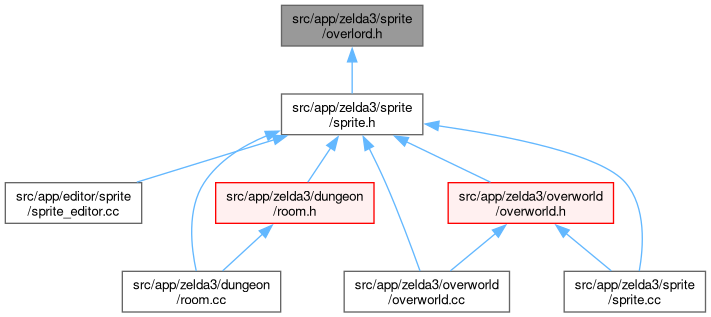 src/app/zelda3/sprite
/overlord.h
src/app/zelda3/sprite
/sprite.h
src/app/editor/sprite
/sprite_editor.cc
src/app/zelda3/dungeon
/room.h
src/app/zelda3/overworld
/overworld.h
src/app/zelda3/dungeon
/room.cc
src/app/zelda3/overworld
/overworld.cc
src/app/zelda3/sprite
/sprite.cc